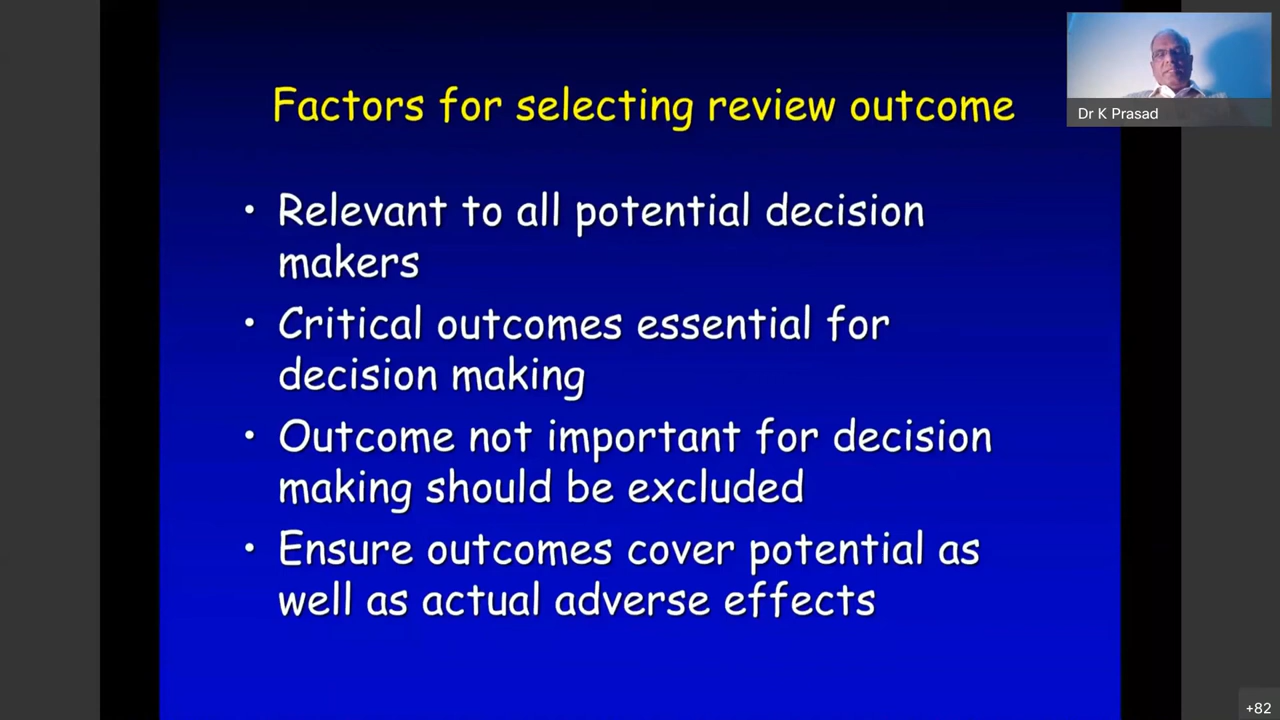 Factors for selecting review outcome
Dr K Prasad
• Relevant to all potential decision
makers
• Critical outcomes essential for
decision making
• Outcome not important for decision
making should be excluded
• Ensure outcomes cover potential as
well as actual adverse effects
+82